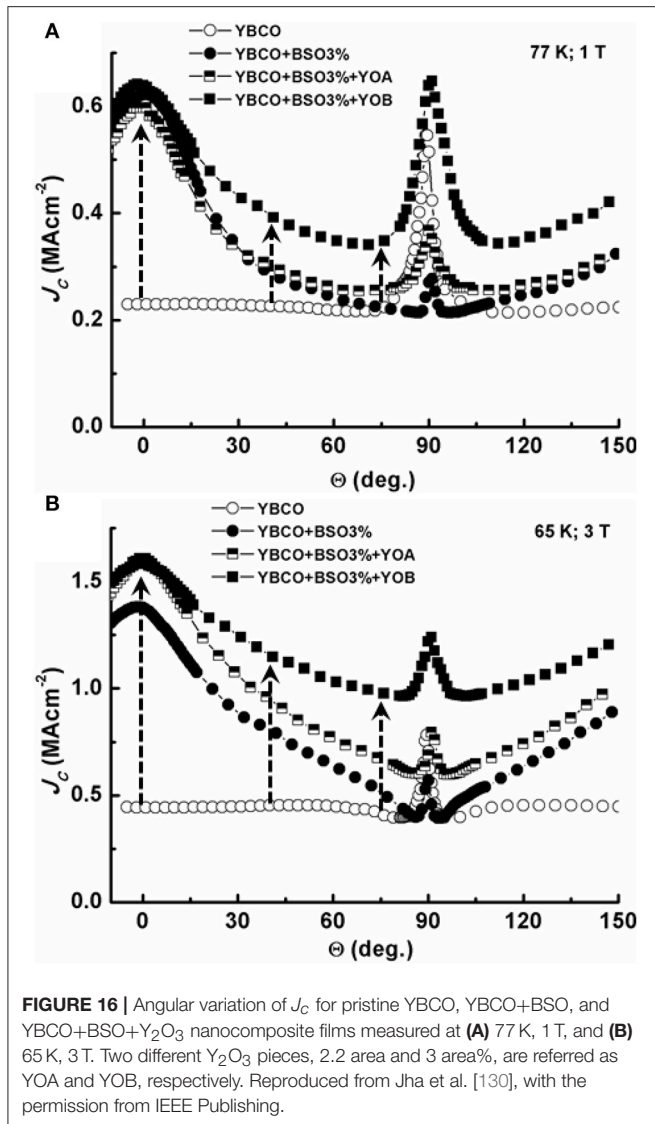 A
YBCO
YBCO+BSO3%
YBCO+BSO3%+YOA
YBCO+BSO3%+YOB
77 K; 1 T
0.6
0.4
0.2
0.0
Jc (MAcm-2)
0 30 60 90 120 150
Θ (deg.)
B
YBCO
YBCO+BSO3%
YBCO+BSO3%+YOA
YBCO+BSO3%+YOB
65 K; 3 T
1.5
1.0
0.5
0.0
Jc (MAcm-2)
0 30 60 90 120 150
Θ (deg.)
FIGURE 16 | Angular variation of Jc for pristine YBCO, YBCO+BSO, and
YBCO+BSO+Y2O3 nanocomposite films measured at (A) 77 K, 1 T, and (B)
65 K, 3 T. Two different Y2O3 pieces, 2.2 area and 3 area%, are referred as
YOA and YOB, respectively. Reproduced from Jha et al. [130], with the
permission from IEEE Publishing.